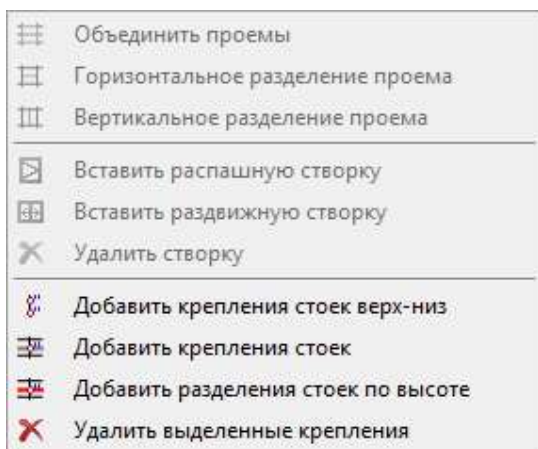 Объединить проемы
Горизонтальное разделение проема
Вертикальное разделение проема
Вставить распашную створку
Вставить раздвижную створку
Удалить створку
Добавить крепления стоек верх-низ
Добавить крепления стоек
Добавить разделения стоек по высоте
Удалить выделенные крепления